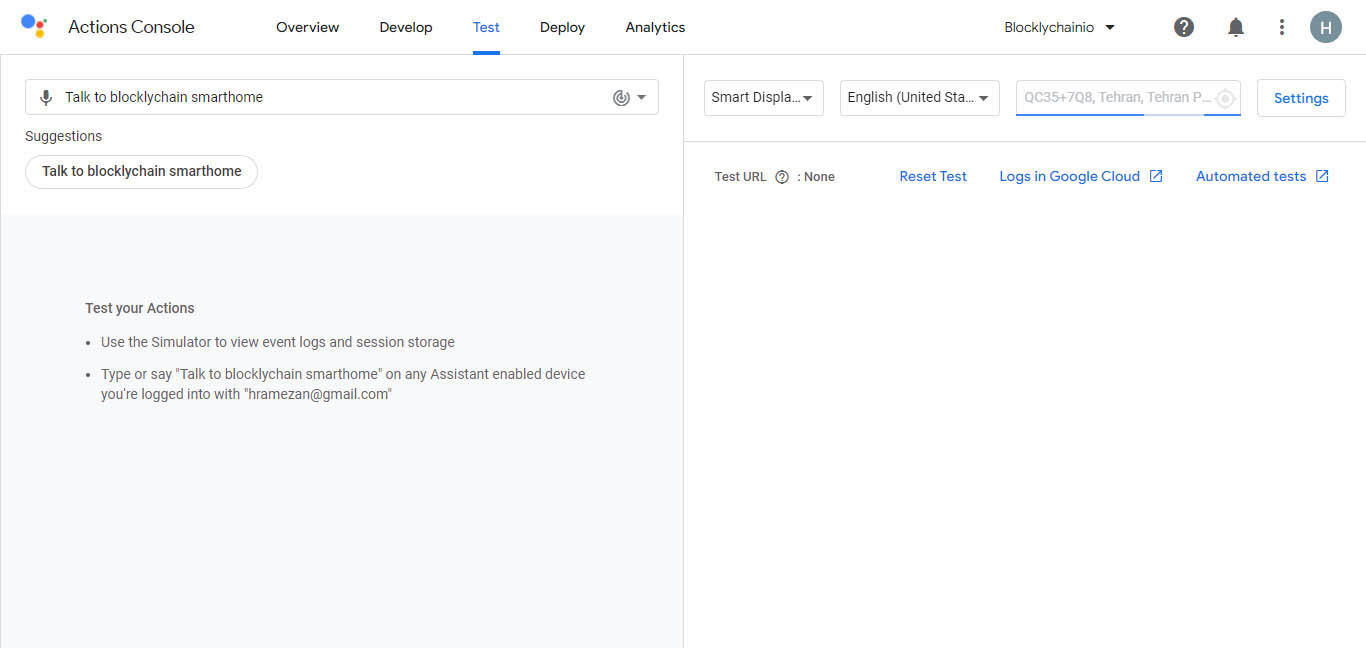 Actions Console
Overview
Develop
Test
Deploy
Analytics
Blocklychainio
H
Talk to blocklychain smarthome
Suggestions
Talk to blocklychain smarthome
Test your Actions
• Use the Simulator to view event logs and session storage
• Type or say "Talk to blocklychain smarthome" on any Assistant enabled device
you're logged into with "hramezan@gmail.com"
Smart Displa...
English (United Sta...
QC35+7Q8, Tehran, Tehran P...
Settings
Test URL ? : None
Reset Test
Logs in Google Cloud
Automated tests